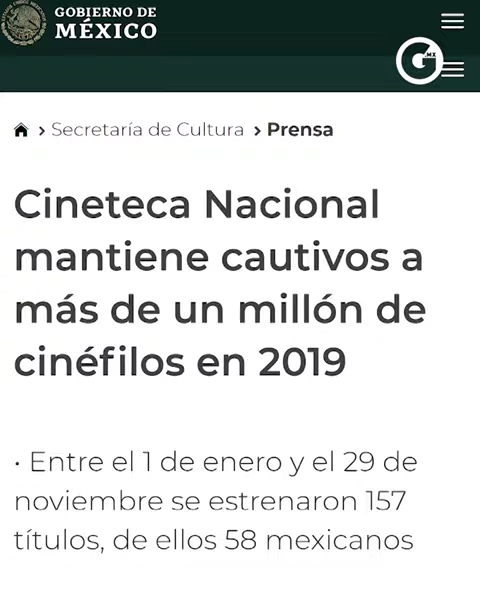 GOBIERNO DE
MÉXICO
G.MX
> Secretaría de Cultura > Prensa
Cineteca Nacional
mantiene cautivos a
más de un millón de
cinéfilos en 2019
· Entre el 1 de enero y el 29 de
noviembre se estrenaron 157
títulos, de ellos 58 mexicanos